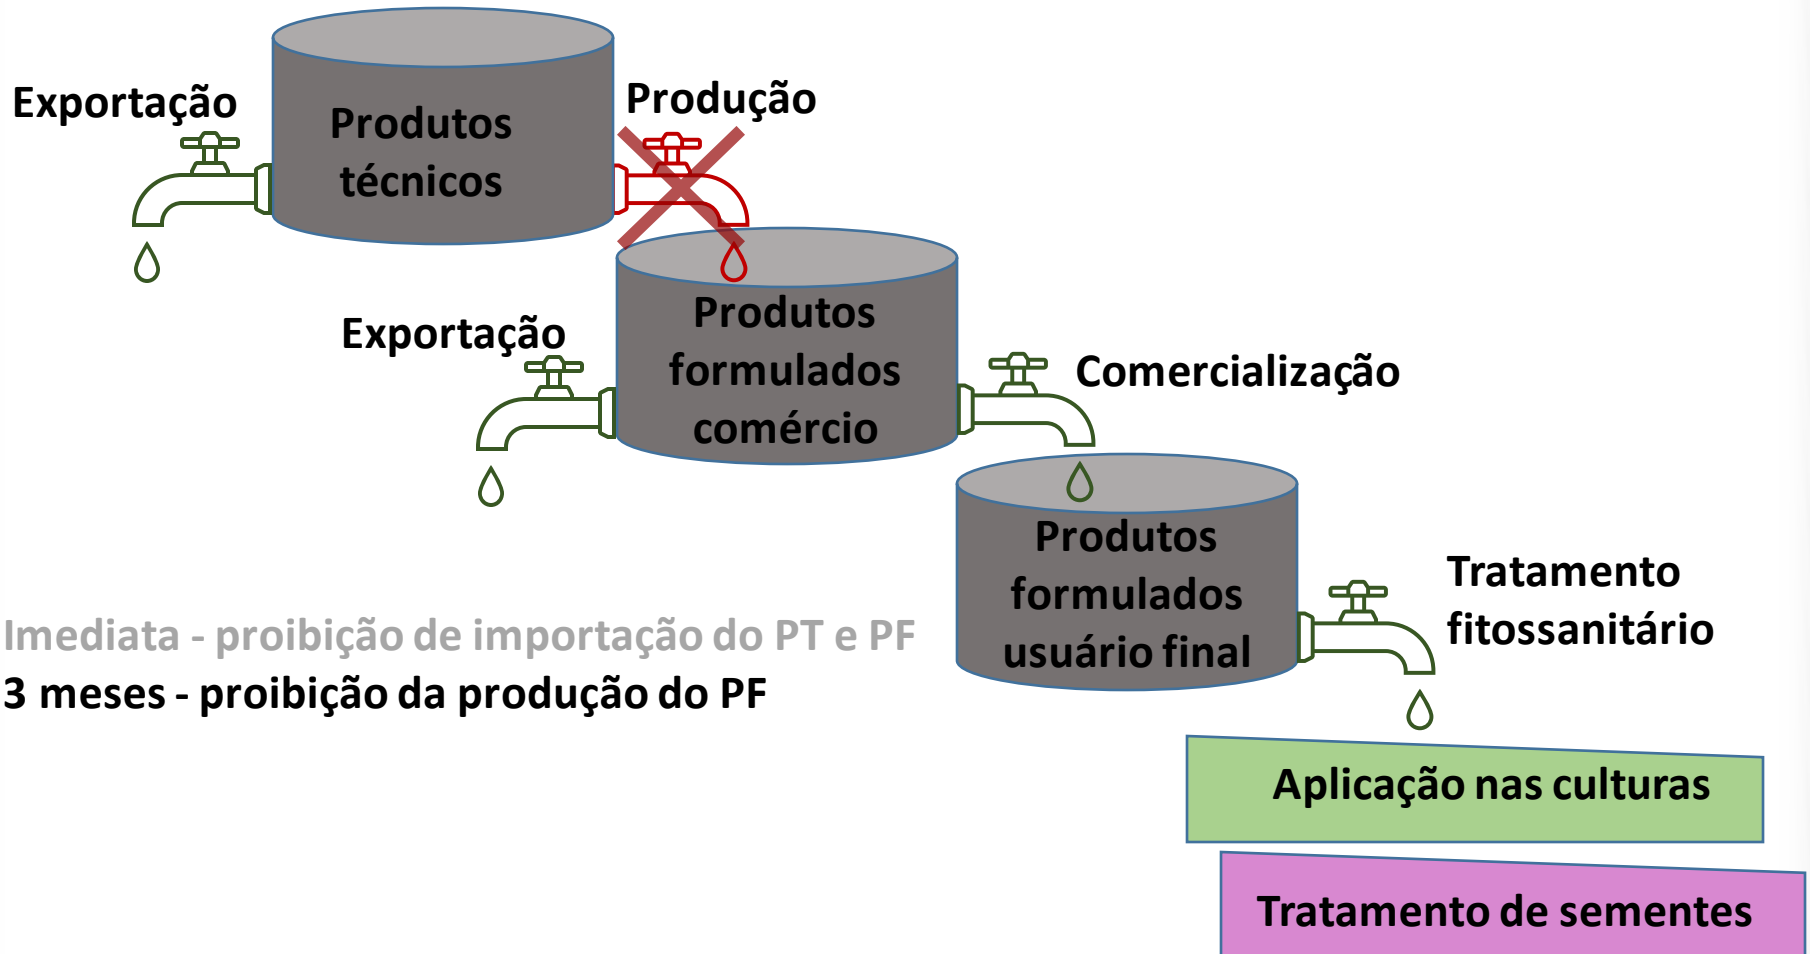 Exportação
Produtos
técnicos
Produção
Exportação
Produtos
formulados
comércio
Comercialização
Produtos
formulados
usuário final
Tratamento
fitossanitário
Imediata - proibição de importação do PT e PF
3 meses - proibição da produção do PF
Aplicação nas culturas
Tratamento de sementes